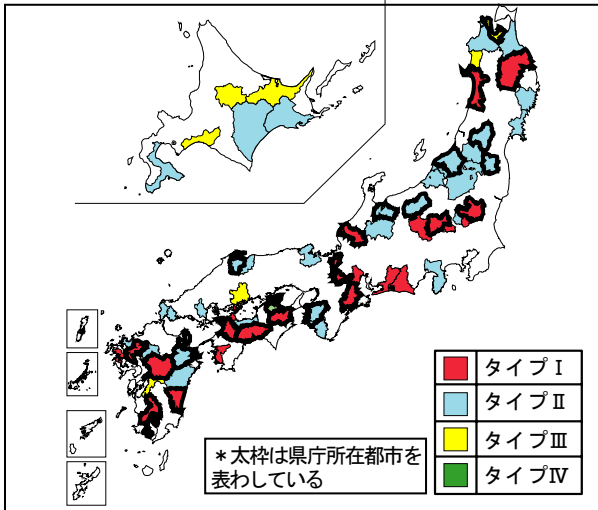 タイプⅠ
タイプⅡ
タイプⅢ
タイプⅣ
＊太枠は県庁所在都市を
表わしている